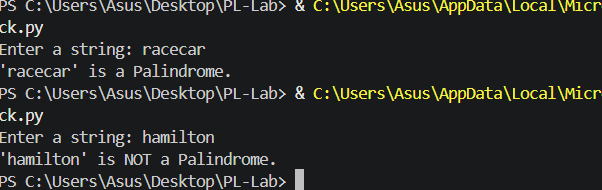 PS C:\Users\Asus\Desktop\PL-Lab> & C:\Users\Asus\AppData\Local\Micr
ck.py
Enter a string: racecar
'racecar' is a Palindrome.
PS C:\Users\Asus\Desktop\PL-Lab> & C:\Users\Asus\AppData\Local\Micr
ck.py
Enter a string: hamilton
'hamilton' is NOT a Palindrome.
PS C:\Users\Asus\Desktop\PL-Lab>